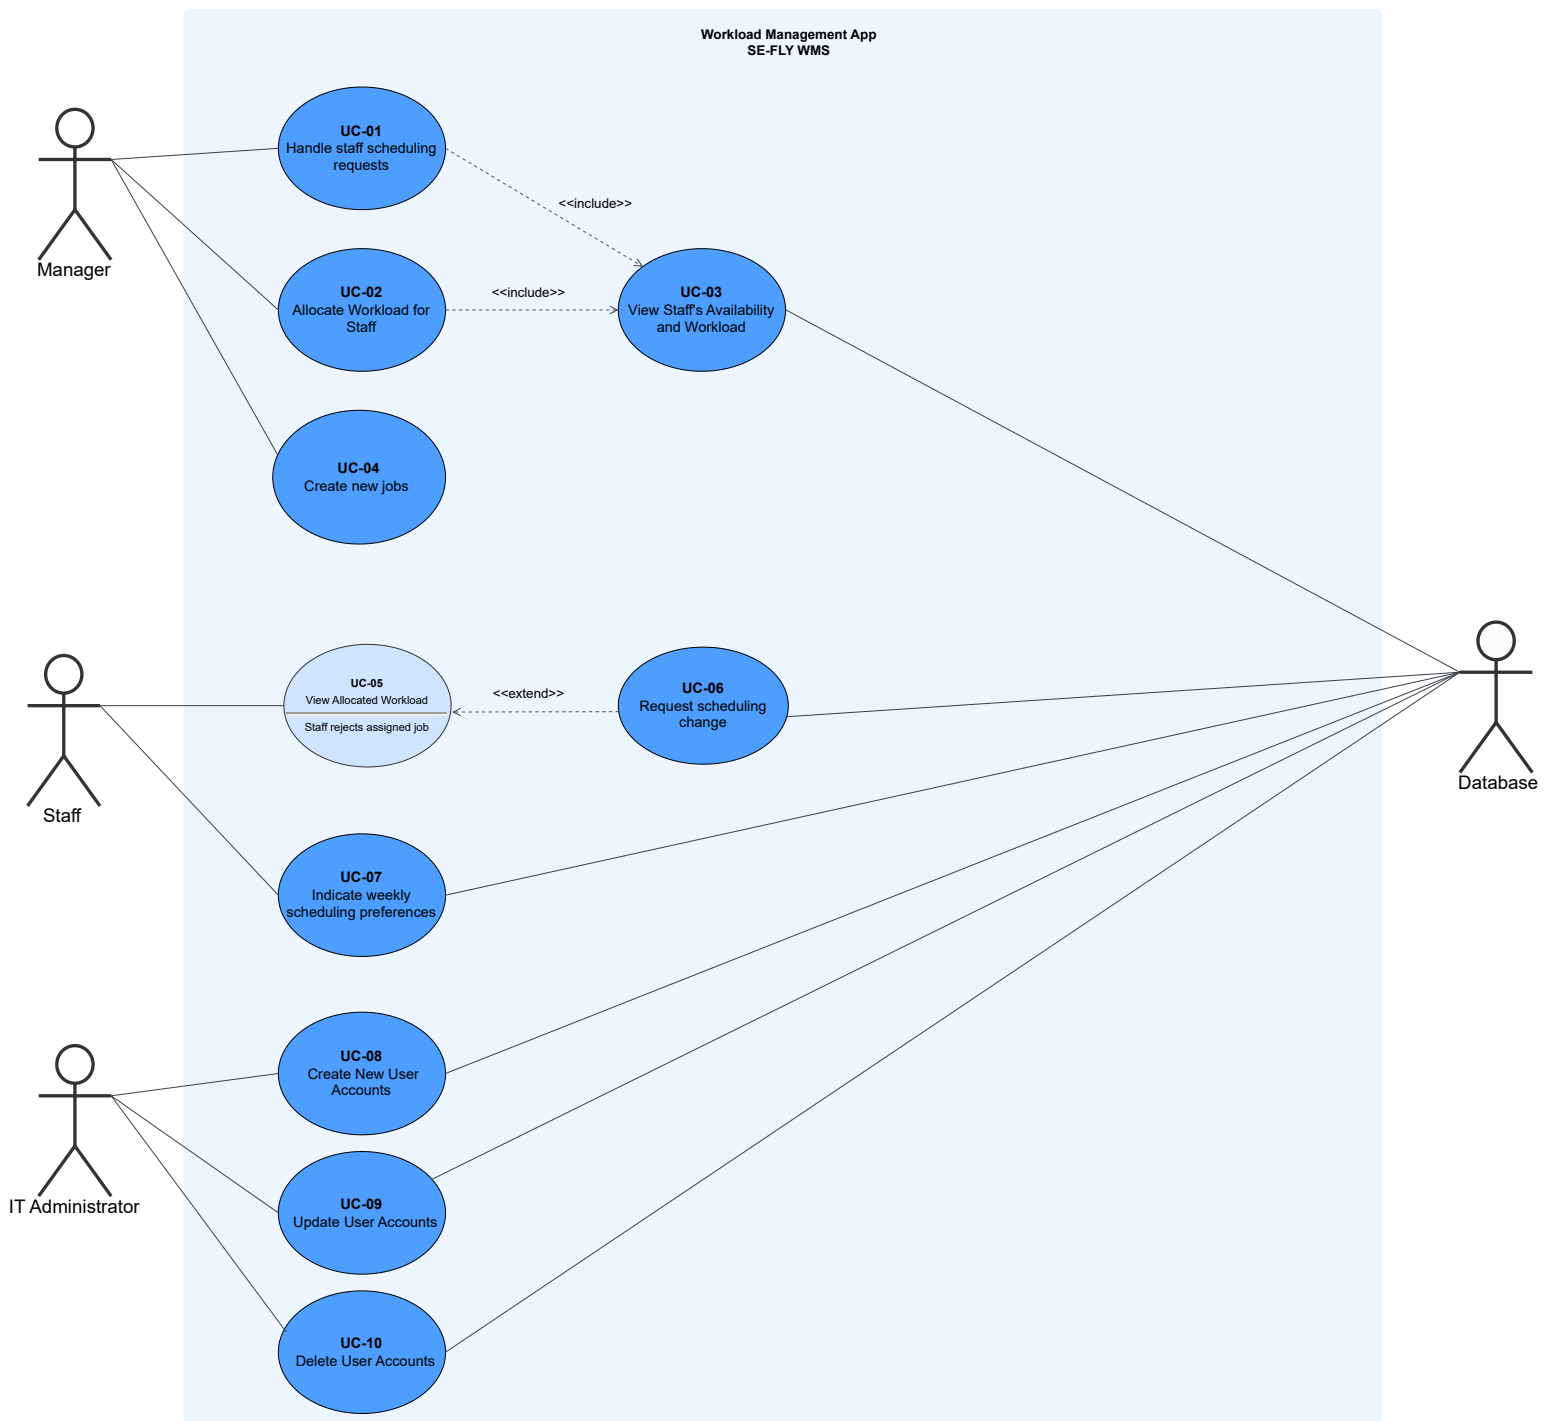 Workload Management App
SE-FLY WMS
UC-01
Handle staff scheduling
requests
<<include>>
Manager
UC-02
Allocate Workload for
Staff
<<include>>
UC-03
View Staff's Availability
and Workload
UC-04
Create new jobs
UC-05
View Allocated Workload
Staff rejects assigned job
<<extend>>
UC-06
Request scheduling
change
Database
Staff
UC-07
Indicate weekly
scheduling preferences
UC-08
Create New User
Accounts
IT Administrator
UC-09
Update User Accounts
UC-10
Delete User Accounts